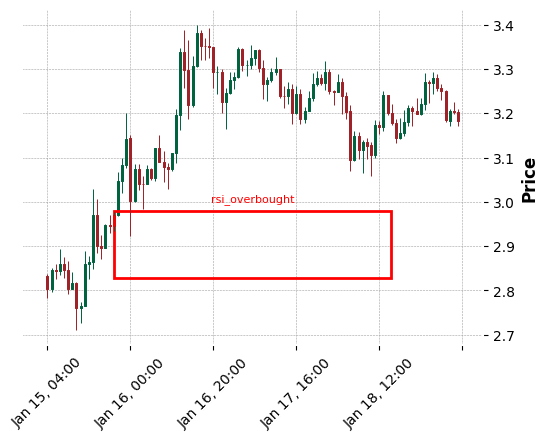 3.4
3.3
3.2
3.1
3.0
2.9
2.8
2.7
Price
rsi_overbought
Jan 15, 04:00
Jan 16, 00:00
Jan 16, 20:00
Jan 17, 16:00
Jan 18, 12:00